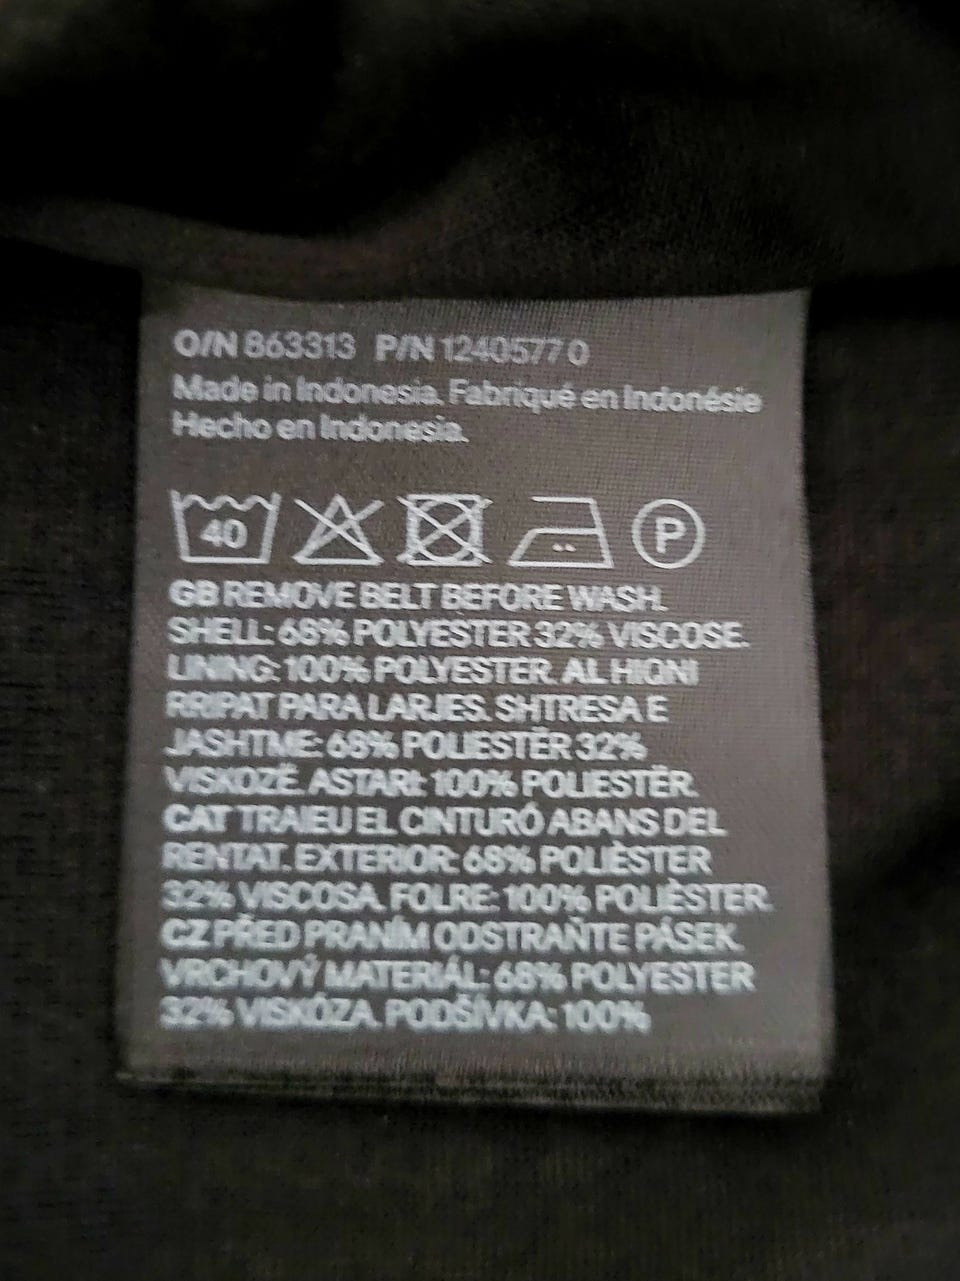 O/N 863313 P/N 1240577 0
Made in Indonesia. Fabriqué en Indonésie
Hecho en Indonesia.
40 P
GB REMOVE BELT BEFORE WASH.
SHELL: 68% POLYESTER 32% VISCOSE.
LINING: 100% POLYESTER. AL HIQNI
RRIPAT PARA LARJES. SHTRESA E
JASHTME: 68% POLIESTËR 32%
VISKOZË. ASTARI: 100% POLIESTËR.
CAT TRAIEU EL CINTURÓ ABANS DEL
RENTAT. EXTERIOR: 68% POLIÈSTER
32% VISCOSA. FOLRE: 100% POLIÈSTER.
CZ PŘED PRANÍM ODSTRAŇTE PÁSEK.
VRCHOVÝ MATERIÁL: 68% POLYESTER
32% VISKÓZA. PODŠÍVKA: 100%